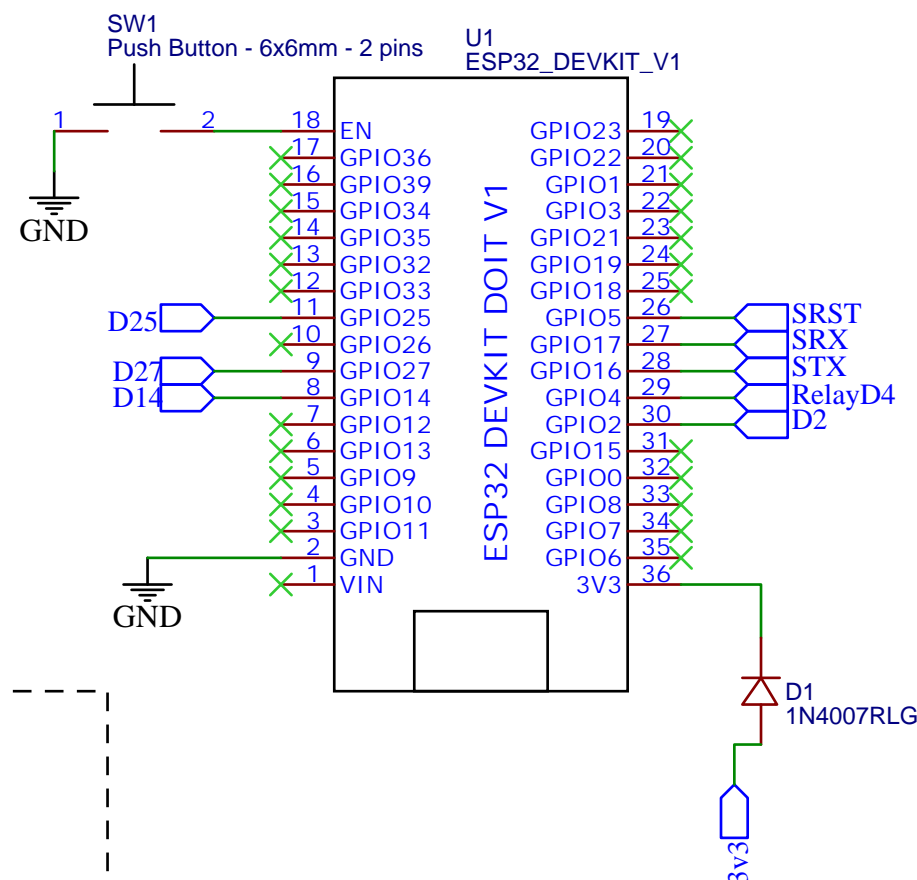 SW1
Push Button - 6x6mm - 2 pins
U1
ESP32_DEVKIT_V1
1
2
GND
18 EN
17 GPIO36
16 GPIO39
15 GPIO34
14 GPIO35
13 GPIO32
12 GPIO33
D25 11 GPIO25
10 GPIO26
D27 9 GPIO27
D14 8 GPIO14
7 GPIO12
6 GPIO13
5 GPIO9
4 GPIO10
3 GPIO11
2 GND
1 VIN
GND
ESP32 DEVKIT DOIT V1
GPIO23 19
GPIO22 20
GPIO1 21
GPIO3 22
GPIO21 23
GPIO19 24
GPIO18 25
GPIO5 26 SRST
GPIO17 27 SRX
GPIO16 28 STX
GPIO4 29 RelayD4
GPIO2 30 D2
GPIO15 31
GPIO0 32
GPIO8 33
GPIO7 34
GPIO6 35
3V3 36
D1
1N4007RLG
3v3